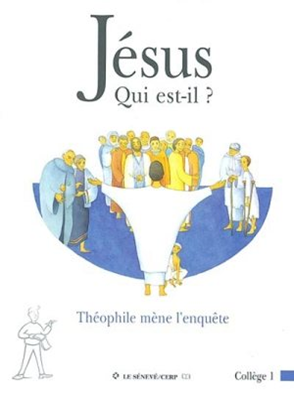 Jésus
Qui est-il ?
Théophile mène l'enquête
LE SÉNEVÉ/CERP
Collège 1